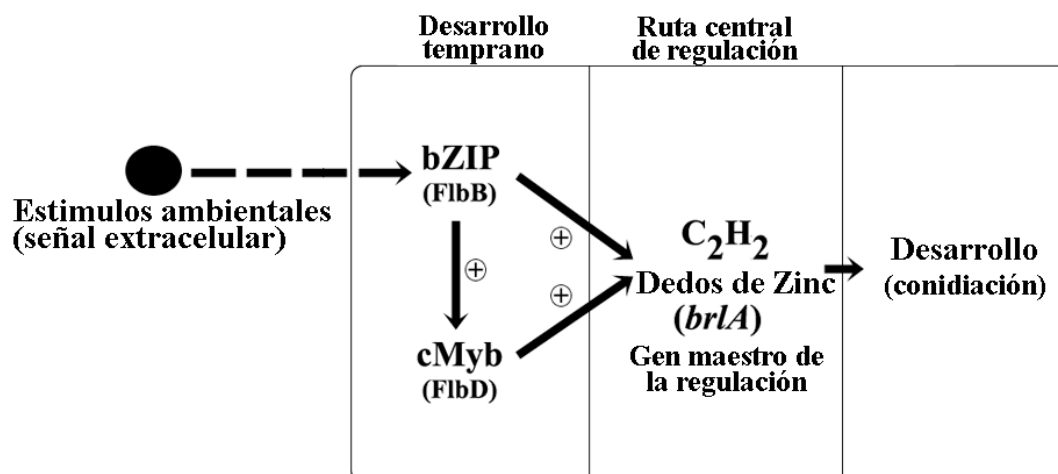 Desarrollo
temprano
Ruta central
de regulación
bZIP
(FlbB)
Estimulos ambientales
(señal extracelular)
+
+
+
C2H2
Dedos de Zinc
(brlA)
Gen maestro de
la regulación
cMyb
(FlbD)
Desarrollo
(conidiación)